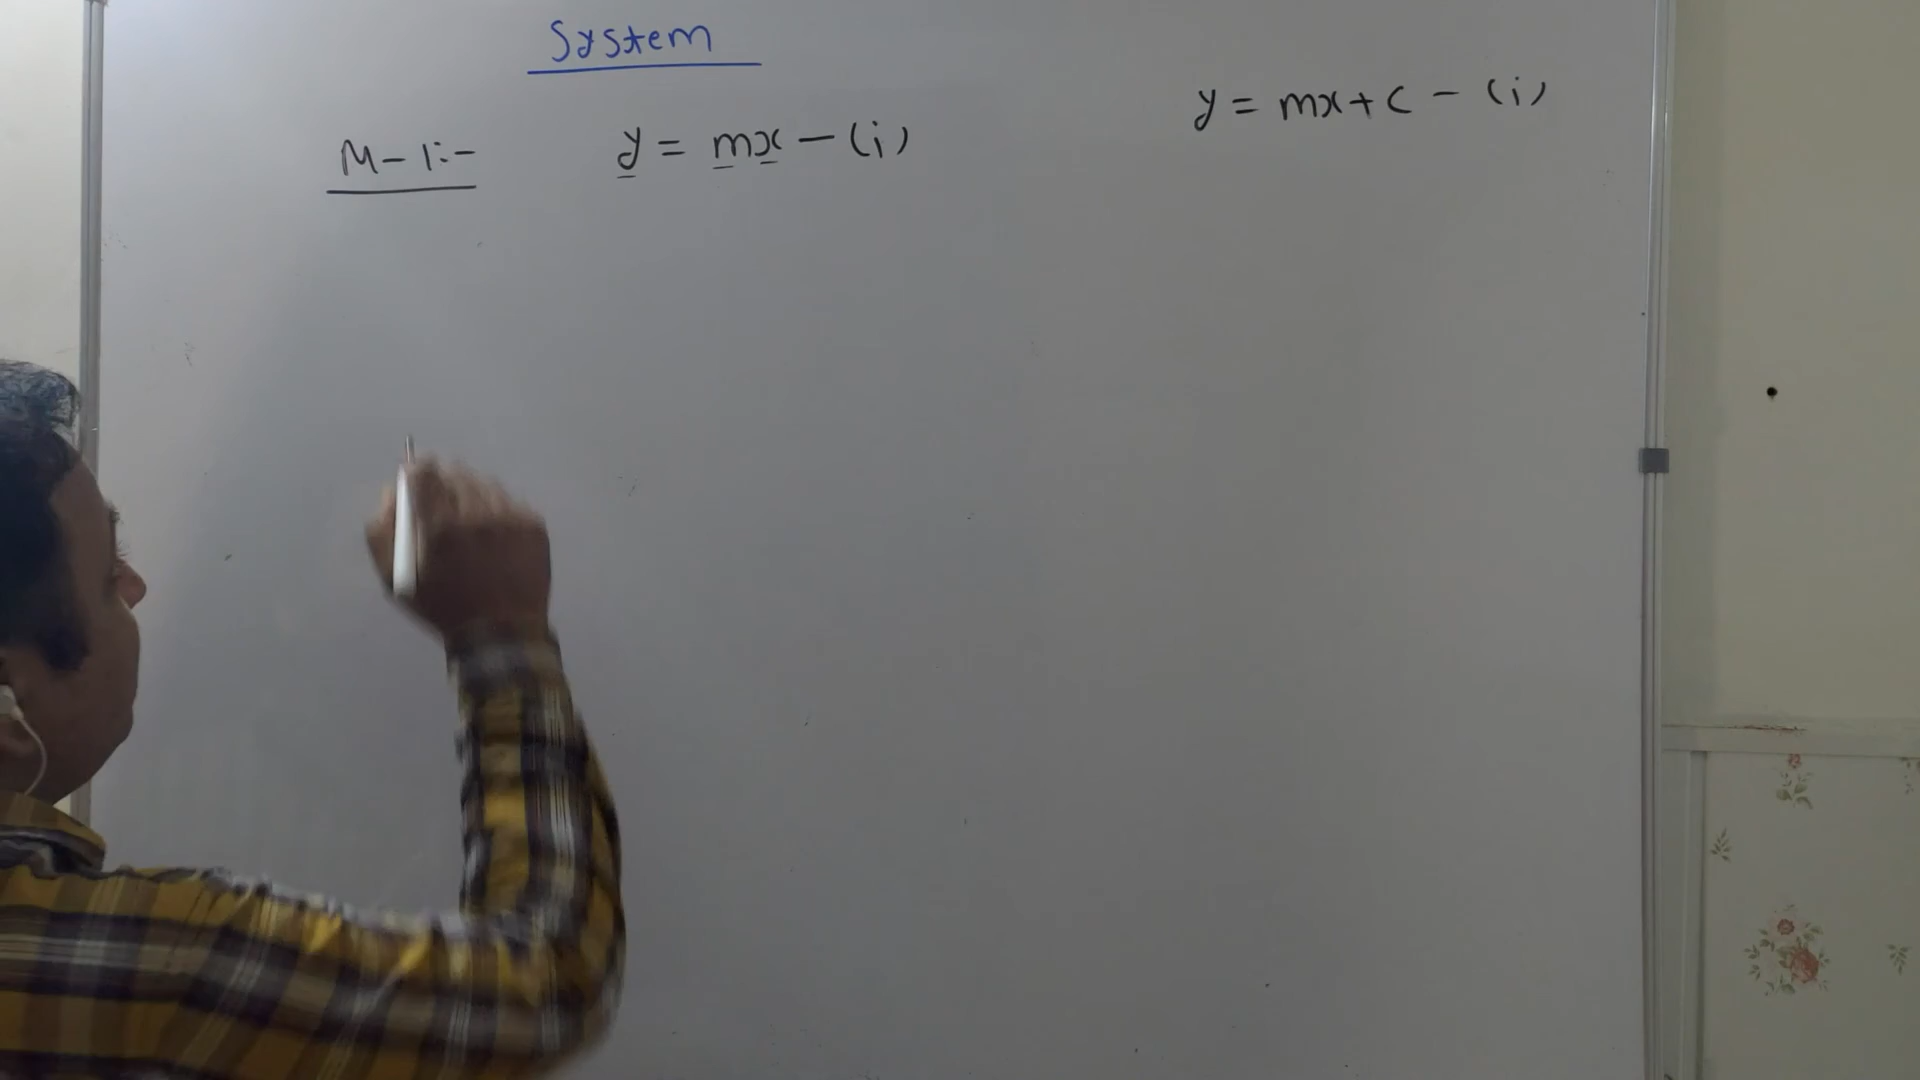 System
M-1:-
y = mx - (i)
y = mx + c - (i)